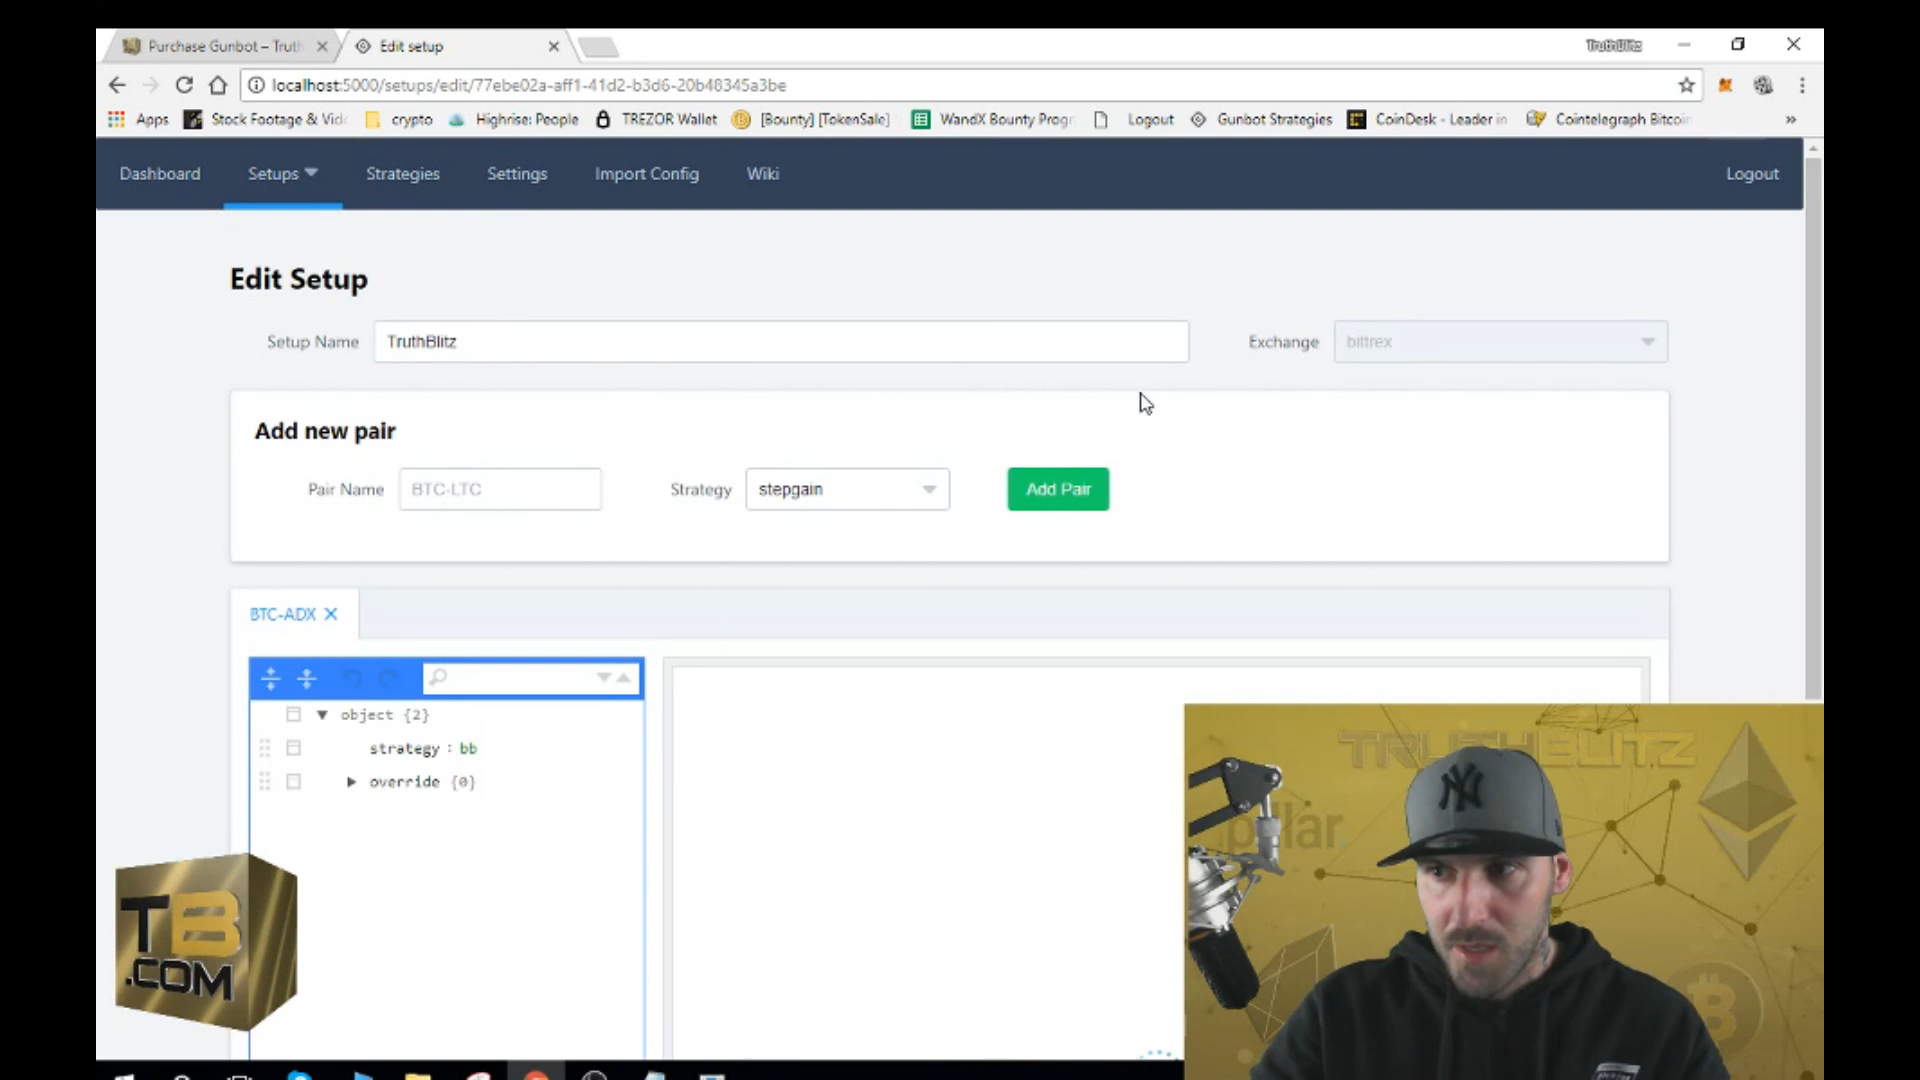 Purchase Gunbot – Truth
Edit setup
TruthBlitz
localhost:5000/setups/edit/77ebe02a-aff1-41d2-b3d6-20b48345a3be
Apps Stock Footage & Vid crypto Highrise: People TREZOR Wallet [Bounty] [TokenSale] WandX Bounty Progr Logout Gunbot Strategies CoinDesk - Leader in Cointelegraph Bitcoin »
Dashboard Setups Strategies Settings Import Config Wiki Logout
Edit Setup
Setup Name TruthBlitz Exchange bittrex
Add new pair
Pair Name BTC-LTC Strategy stepgain Add Pair
BTC-ADX
object {2}
strategy : bb
override {0}
TRUTHBLITZ
pillar
NY
TB
.COM